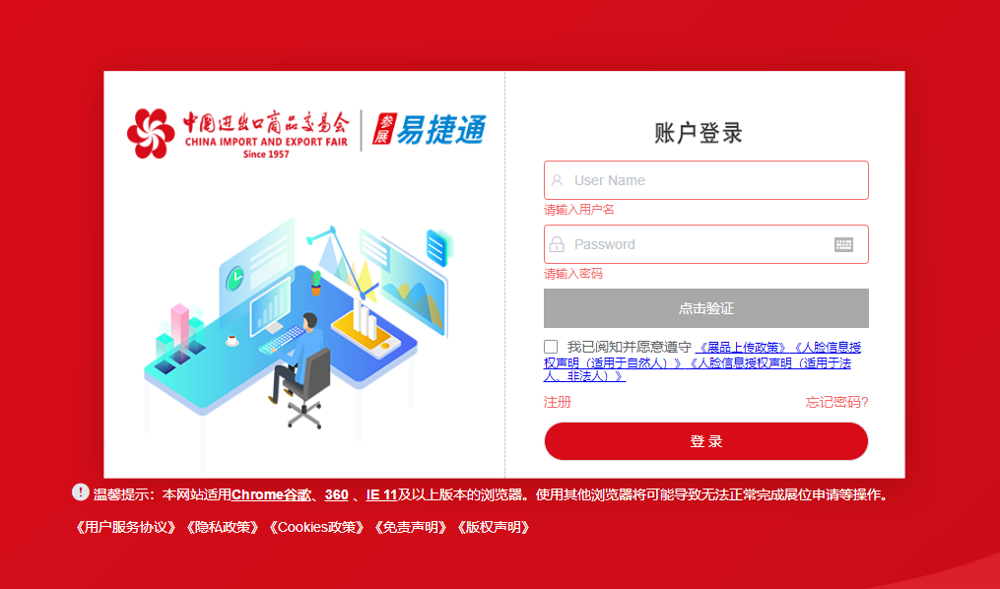 中国进出口商品交易会
CHINA IMPORT AND EXPORT FAIR
Since 1957
参展
易捷通
账户登录
User Name
请输入用户名
Password
请输入密码
点击验证
我已阅知并愿意遵守 《展品上传政策》《人脸信息授
权声明（适用于自然人）》《人脸信息授权声明（适用于法
人、非法人）》
注册 忘记密码?
登 录
温馨提示：本网站适用Chrome谷歌、360 、IE 11及以上版本的浏览器。使用其他浏览器将可能导致无法正常完成展位申请等操作。
《用户服务协议》《隐私政策》《Cookies政策》《免责声明》《版权声明》